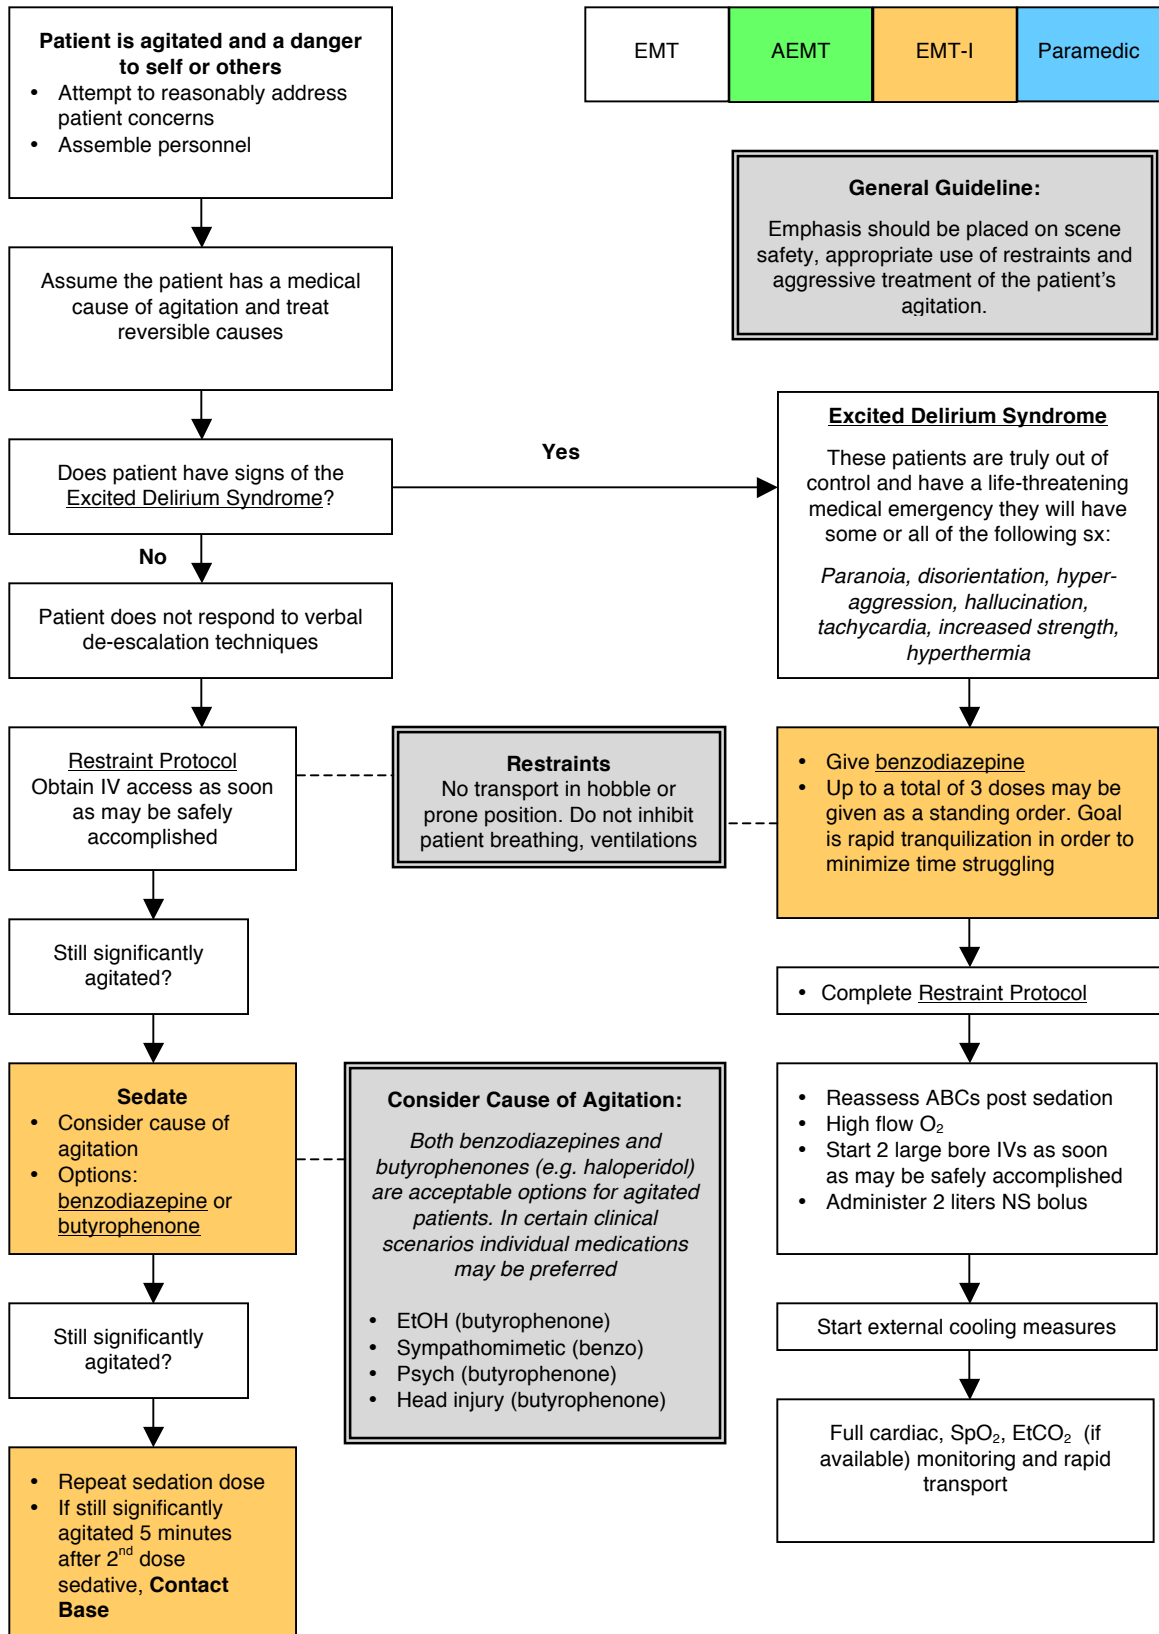 Patient is agitated and a danger
to self or others
• Attempt to reasonably address
patient concerns
• Assemble personnel
EMT
AEMT
EMT-I
Paramedic
General Guideline:
Emphasis should be placed on scene
safety, appropriate use of restraints and
aggressive treatment of the patient's
agitation.
Assume the patient has a medical
cause of agitation and treat
reversible causes
Does patient have signs of the
Excited Delirium Syndrome?
Yes
No
Excited Delirium Syndrome
These patients are truly out of
control and have a life-threatening
medical emergency they will have
some or all of the following sx:
Paranoia, disorientation, hyper-
aggression, hallucination,
tachycardia, increased strength,
hyperthermia
Patient does not respond to verbal
de-escalation techniques
Restraint Protocol
Obtain IV access as soon
as may be safely
accomplished
Restraints
No transport in hobble or
prone position. Do not inhibit
patient breathing, ventilations
• Give benzodiazepine
• Up to a total of 3 doses may be
given as a standing order. Goal
is rapid tranquilization in order to
minimize time struggling
Still significantly
agitated?
• Complete Restraint Protocol
Sedate
• Consider cause of
agitation
• Options:
benzodiazepine or
butyrophenone
Consider Cause of Agitation:
Both benzodiazepines and
butyrophenones (e.g. haloperidol)
are acceptable options for agitated
patients. In certain clinical
scenarios individual medications
may be preferred
• EtOH (butyrophenone)
• Sympathomimetic (benzo)
• Psych (butyrophenone)
• Head injury (butyrophenone)
• Reassess ABCs post sedation
• High flow O₂
• Start 2 large bore IVs as soon
as may be safely accomplished
• Administer 2 liters NS bolus
Still significantly
agitated?
Start external cooling measures
• Repeat sedation dose
• If still significantly
agitated 5 minutes
after 2nd dose
sedative, Contact
Base
Full cardiac, SpO₂, EtCO₂ (if
available) monitoring and rapid
transport